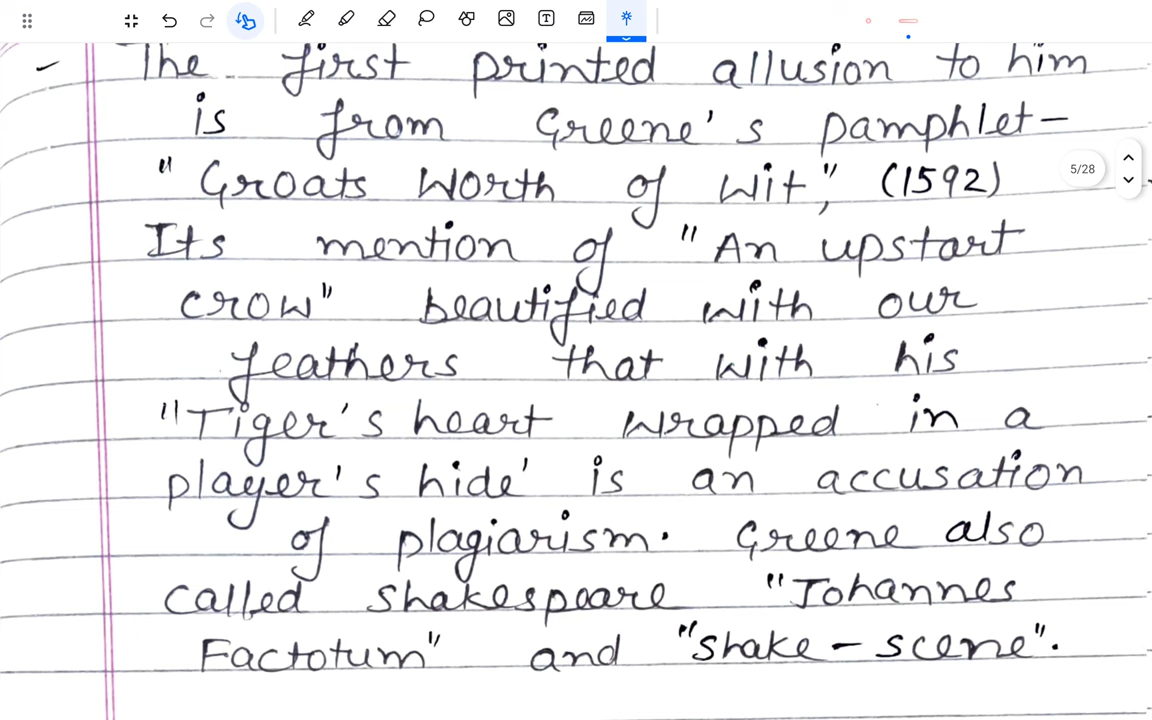 5/28
The first printed allusion to him
is from Greene's pamphlet-
"Groats Worth of Wit," (1592)
Its mention of "An upstart
crow" beautified with our
feathers that with his
"Tiger's heart wrapped in a
player's hide' is an accusation
of plagiarism. Greene also
called Shakespeare "Johannes
Factotum" and "Shake-scene".